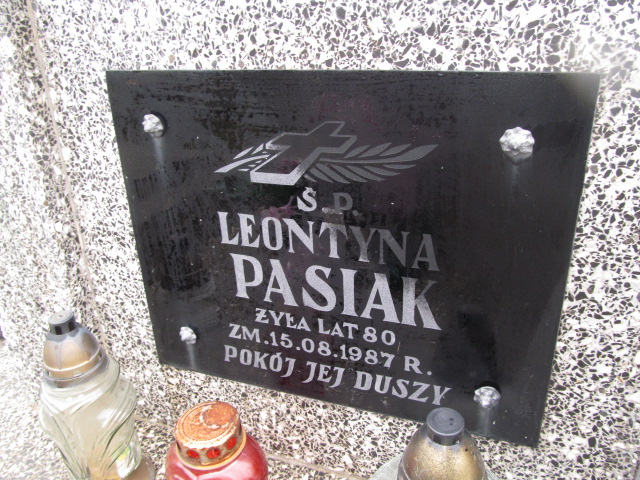 Ś.P.
LEONTYNA
PASIAK
ŻYŁA LAT 80
ZM. 15.08.1987 R.
POKÓJ JEJ DUSZY